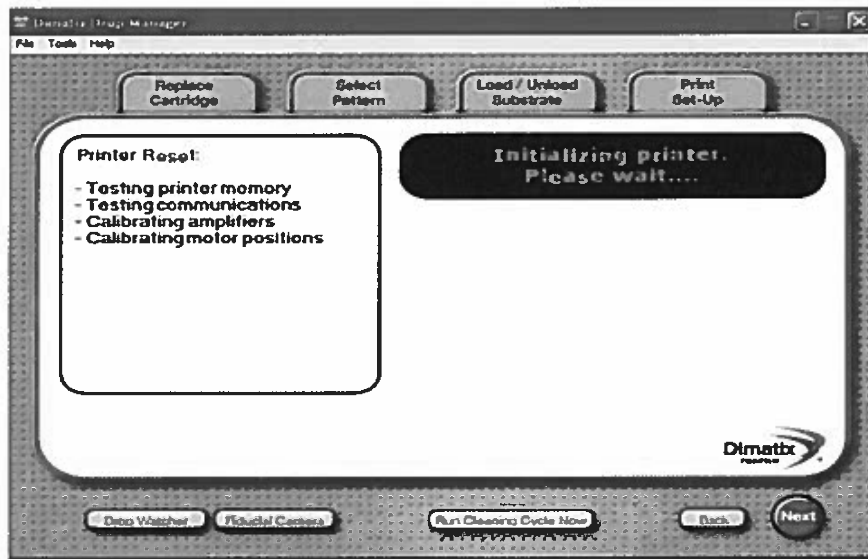 Dimatix Drop Manager
File Tools Help
Replace
Cartridge
Select
Pattern
Load / Unload
Substrate
Print
Set-Up
Printer Reset:
- Testing printer memory
- Testing communications
- Calibrating amplifiers
- Calibrating motor positions
Initializing printer.
Please wait....
Dimatix
Drop Watcher
Fiducial Camera
Run Cleaning Cycle Now
Back
Next